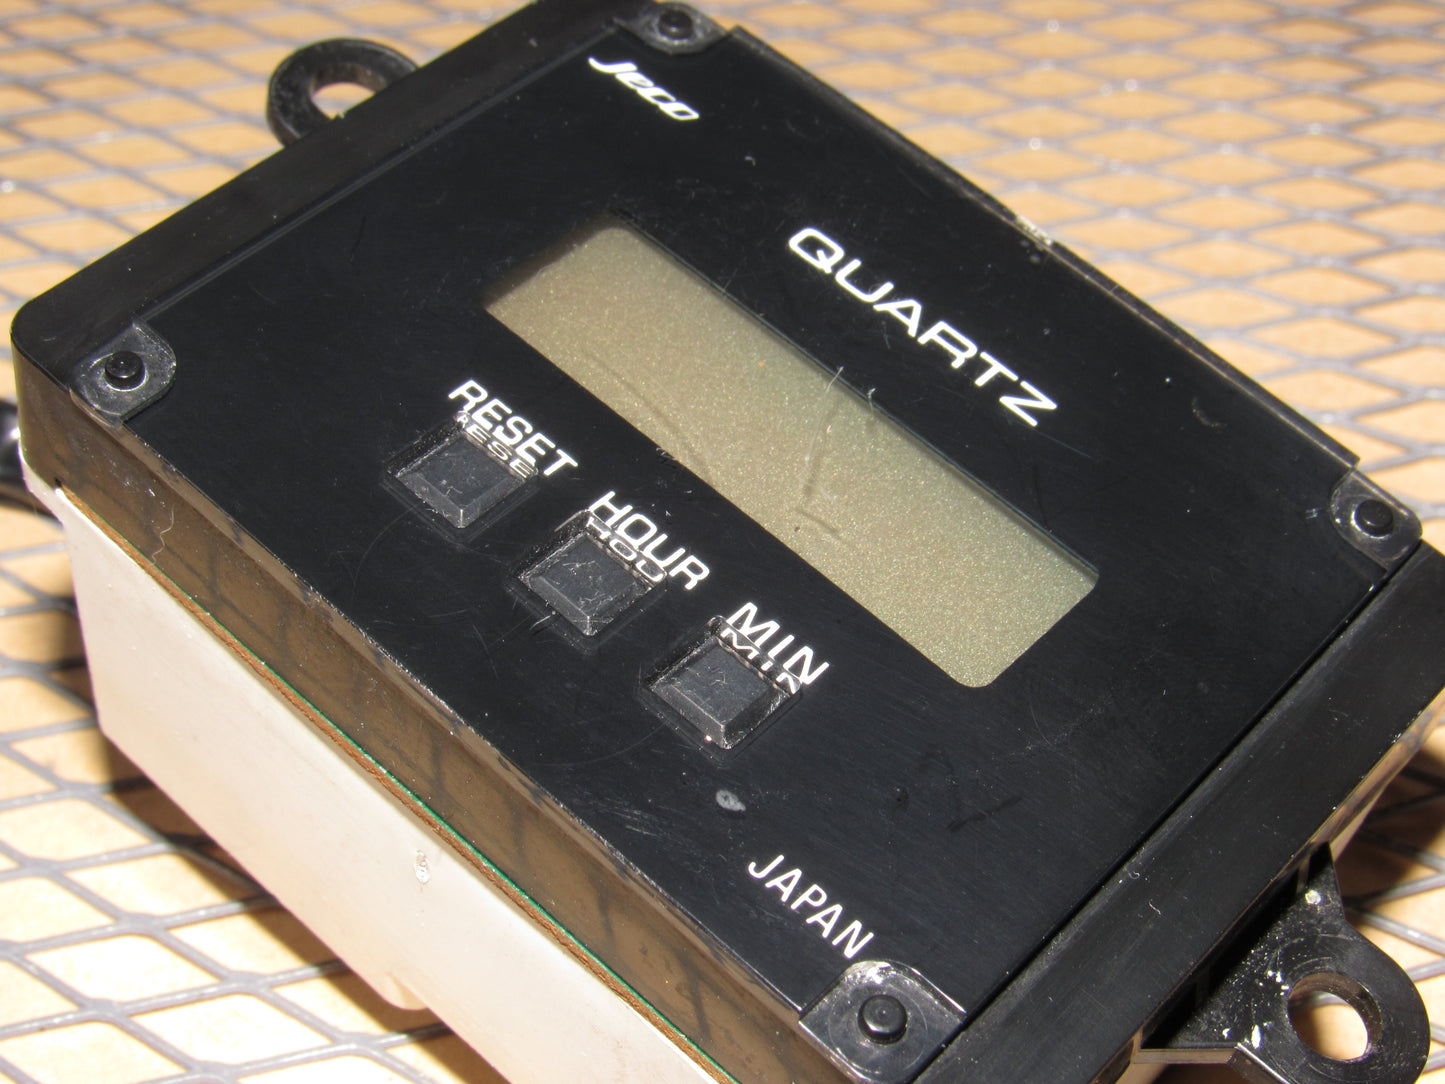 Jeco
QUARTZ
RESET
HOUR
MIN
JAPAN